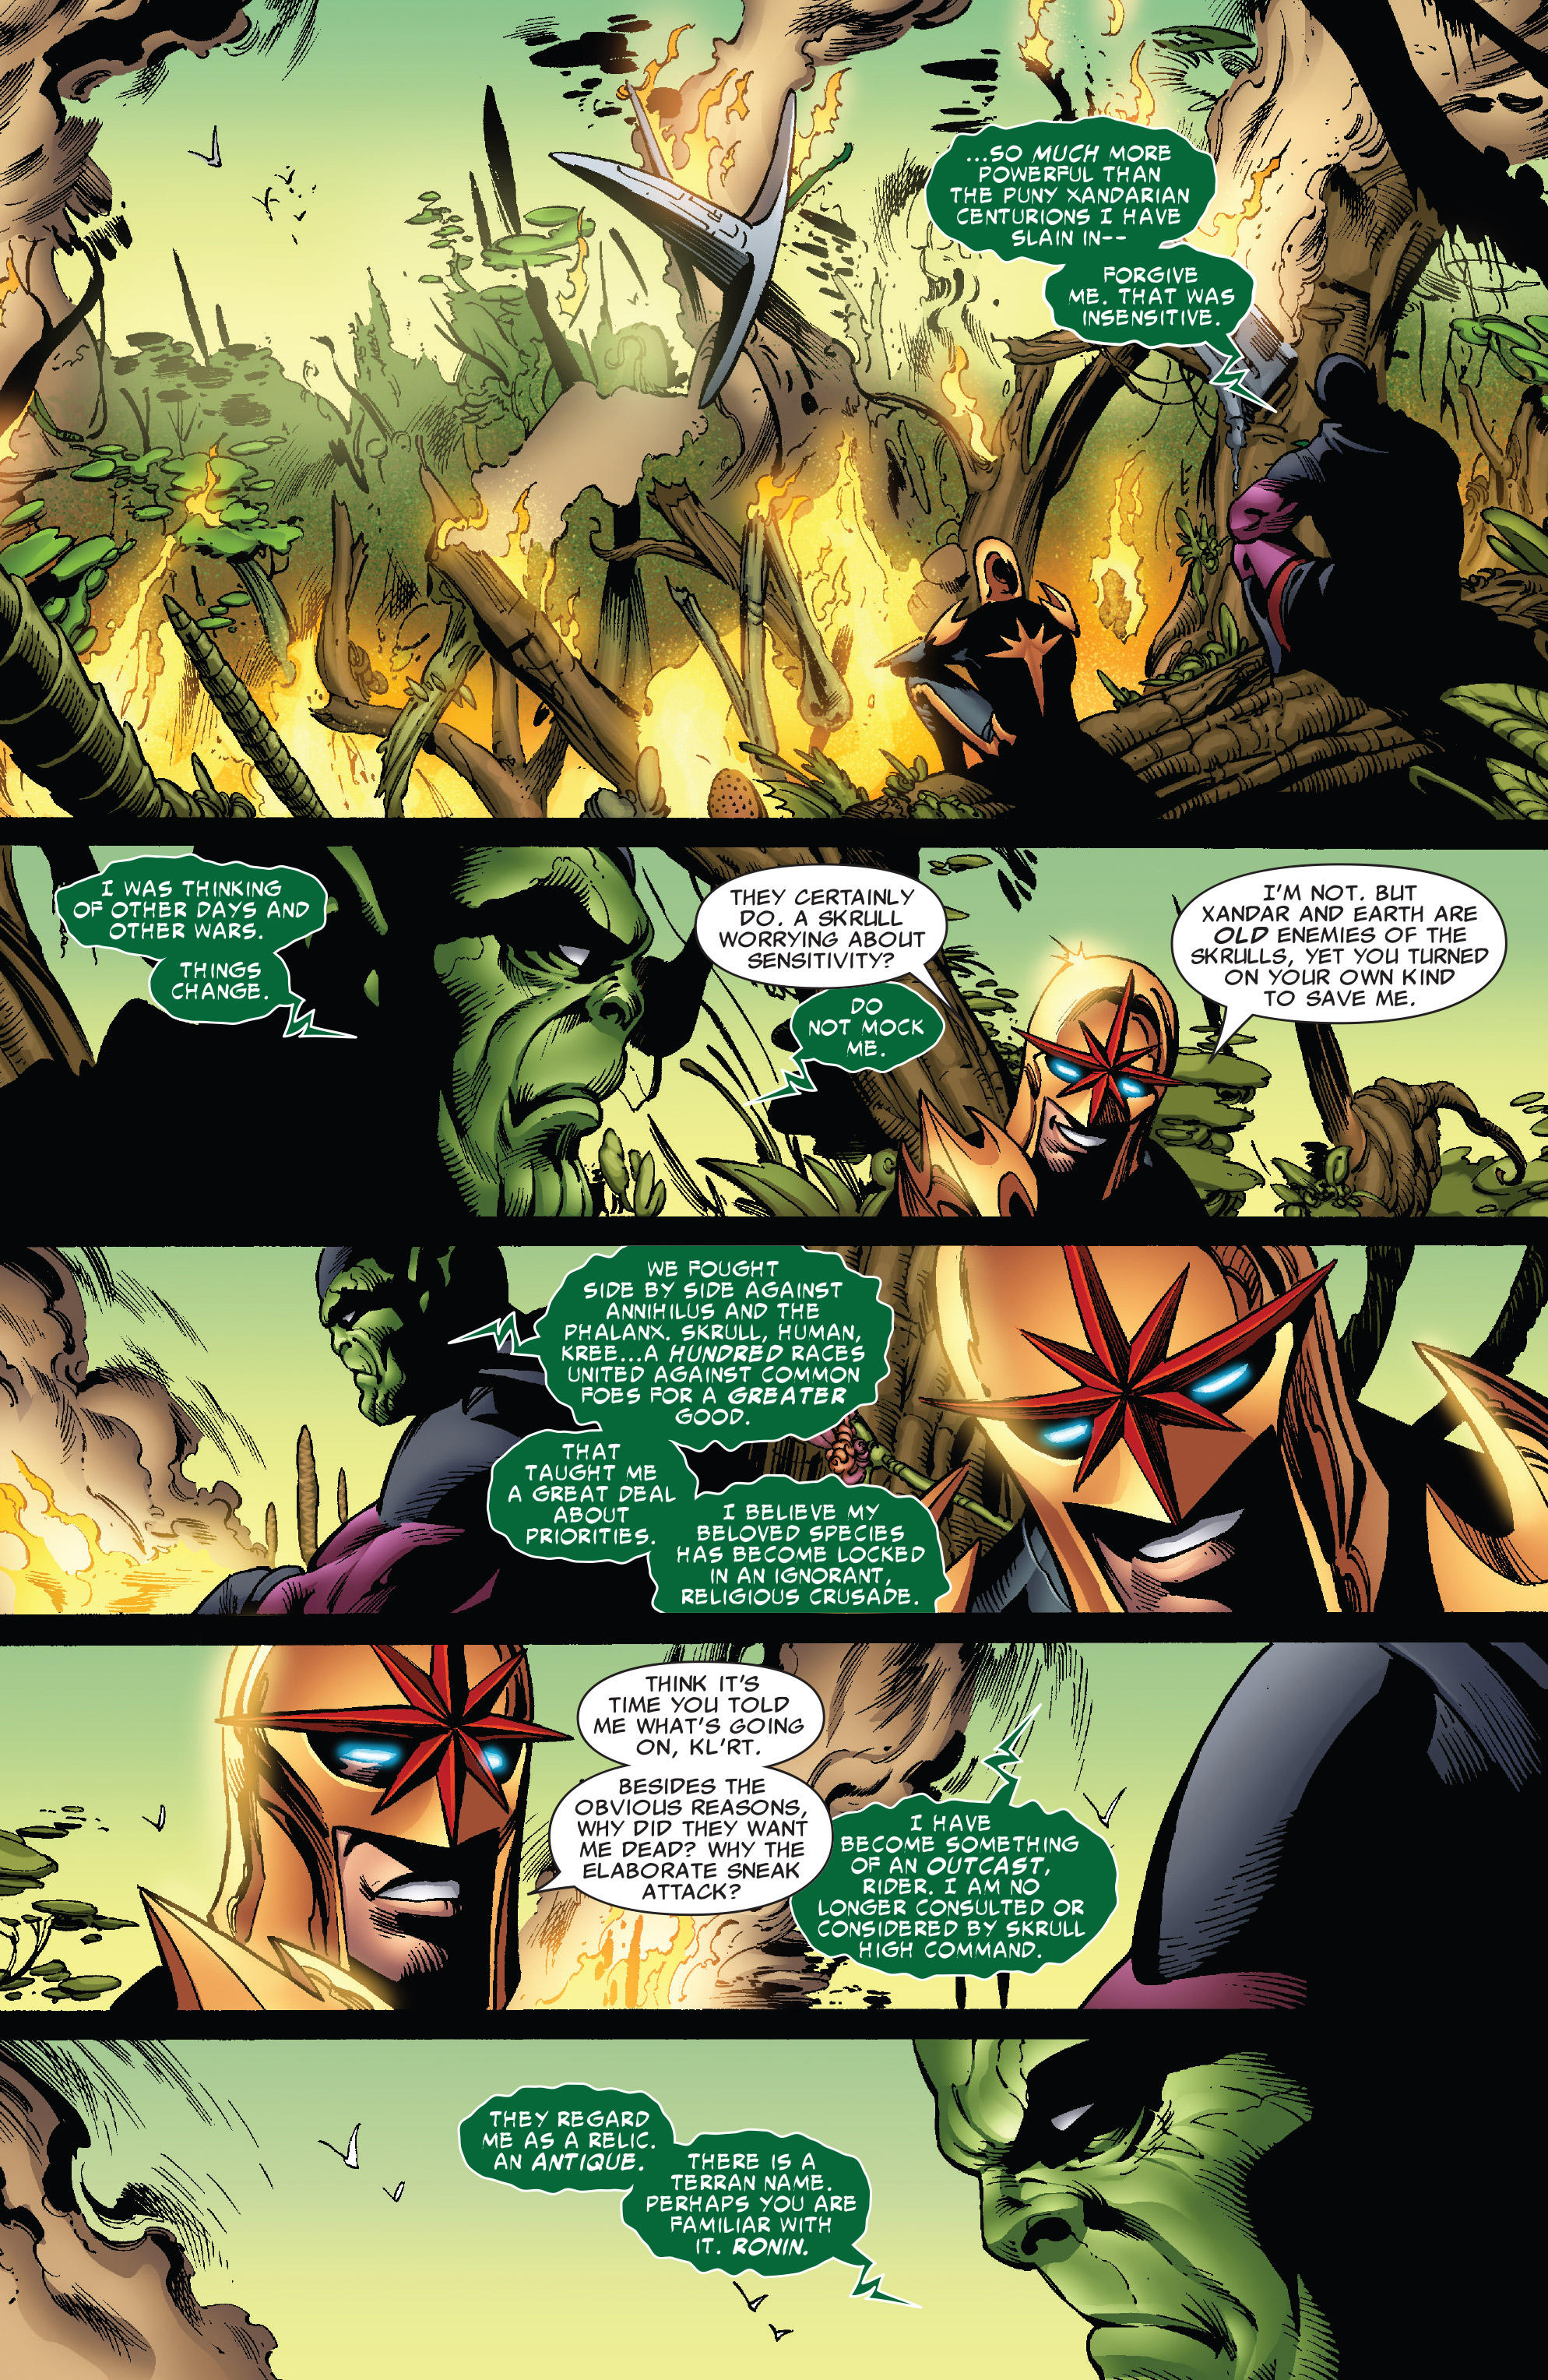 ...SO MUCH MORE
POWERFUL THAN
THE PUNY XANDARIAN
CENTURIONS I HAVE
SLAIN IN--
FORGIVE
ME. THAT WAS
INSENSITIVE.
I WAS THINKING
OF OTHER DAYS AND
OTHER WARS.
THINGS
CHANGE.
THEY CERTAINLY
DO. A SKRULL
WORRYING ABOUT
SENSITIVITY?
DO
NOT MOCK
ME.
I'M NOT. BUT
XANDAR AND EARTH ARE
OLD ENEMIES OF THE
SKRULLS, YET YOU TURNED
ON YOUR OWN KIND
TO SAVE ME.
WE FOUGHT
SIDE BY SIDE AGAINST
ANNIHILUS AND THE
PHALANX. SKRULL, HUMAN,
KREE...A HUNDRED RACES
UNITED AGAINST COMMON
FOES FOR A GREATER
GOOD.
THAT
TAUGHT ME
A GREAT DEAL
ABOUT
PRIORITIES.
I BELIEVE MY
BELOVED SPECIES
HAS BECOME LOCKED
IN AN IGNORANT,
RELIGIOUS CRUSADE.
THINK IT'S
TIME YOU TOLD
ME WHAT'S GOING
ON, KL'RT.
BESIDES THE
OBVIOUS REASONS,
WHY DID THEY WANT
ME DEAD? WHY THE
ELABORATE SNEAK
ATTACK?
I HAVE
BECOME SOMETHING
OF AN OUTCAST,
RIDER. I AM NO
LONGER CONSULTED OR
CONSIDERED BY SKRULL
HIGH COMMAND.
THEY REGARD
ME AS A RELIC.
AN ANTIQUE.
THERE IS A
TERRAN NAME.
PERHAPS YOU ARE
FAMILIAR WITH
IT. RONIN.